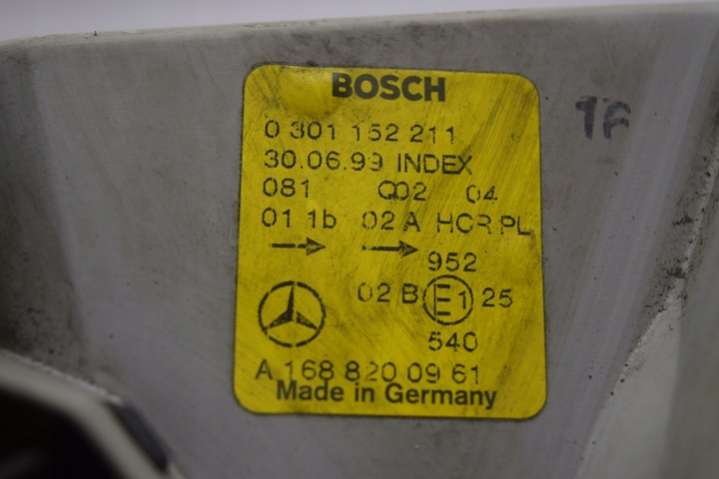 BOSCH
0 301 152 211
30.06.99 INDEX
081 Q02 04
01 1b 02 A HCR PL
→ → 952
02 B E1 25
540
A 168 820 09 61
Made in Germany